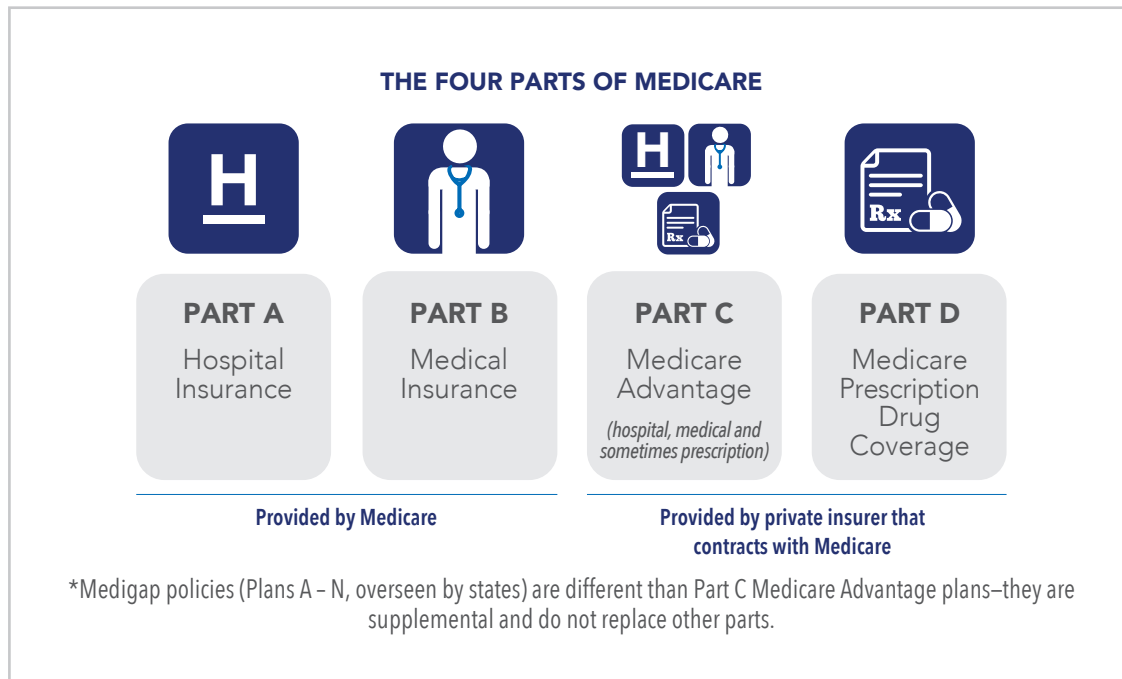 THE FOUR PARTS OF MEDICARE
H
H
Rx
Rx
PART A
Hospital
Insurance
PART B
Medical
Insurance
PART C
Medicare
Advantage
(hospital, medical and
sometimes prescription)
PART D
Medicare
Prescription
Drug
Coverage
Provided by Medicare
Provided by private insurer that
contracts with Medicare
*Medigap policies (Plans A – N, overseen by states) are different than Part C Medicare Advantage plans—they are
supplemental and do not replace other parts.